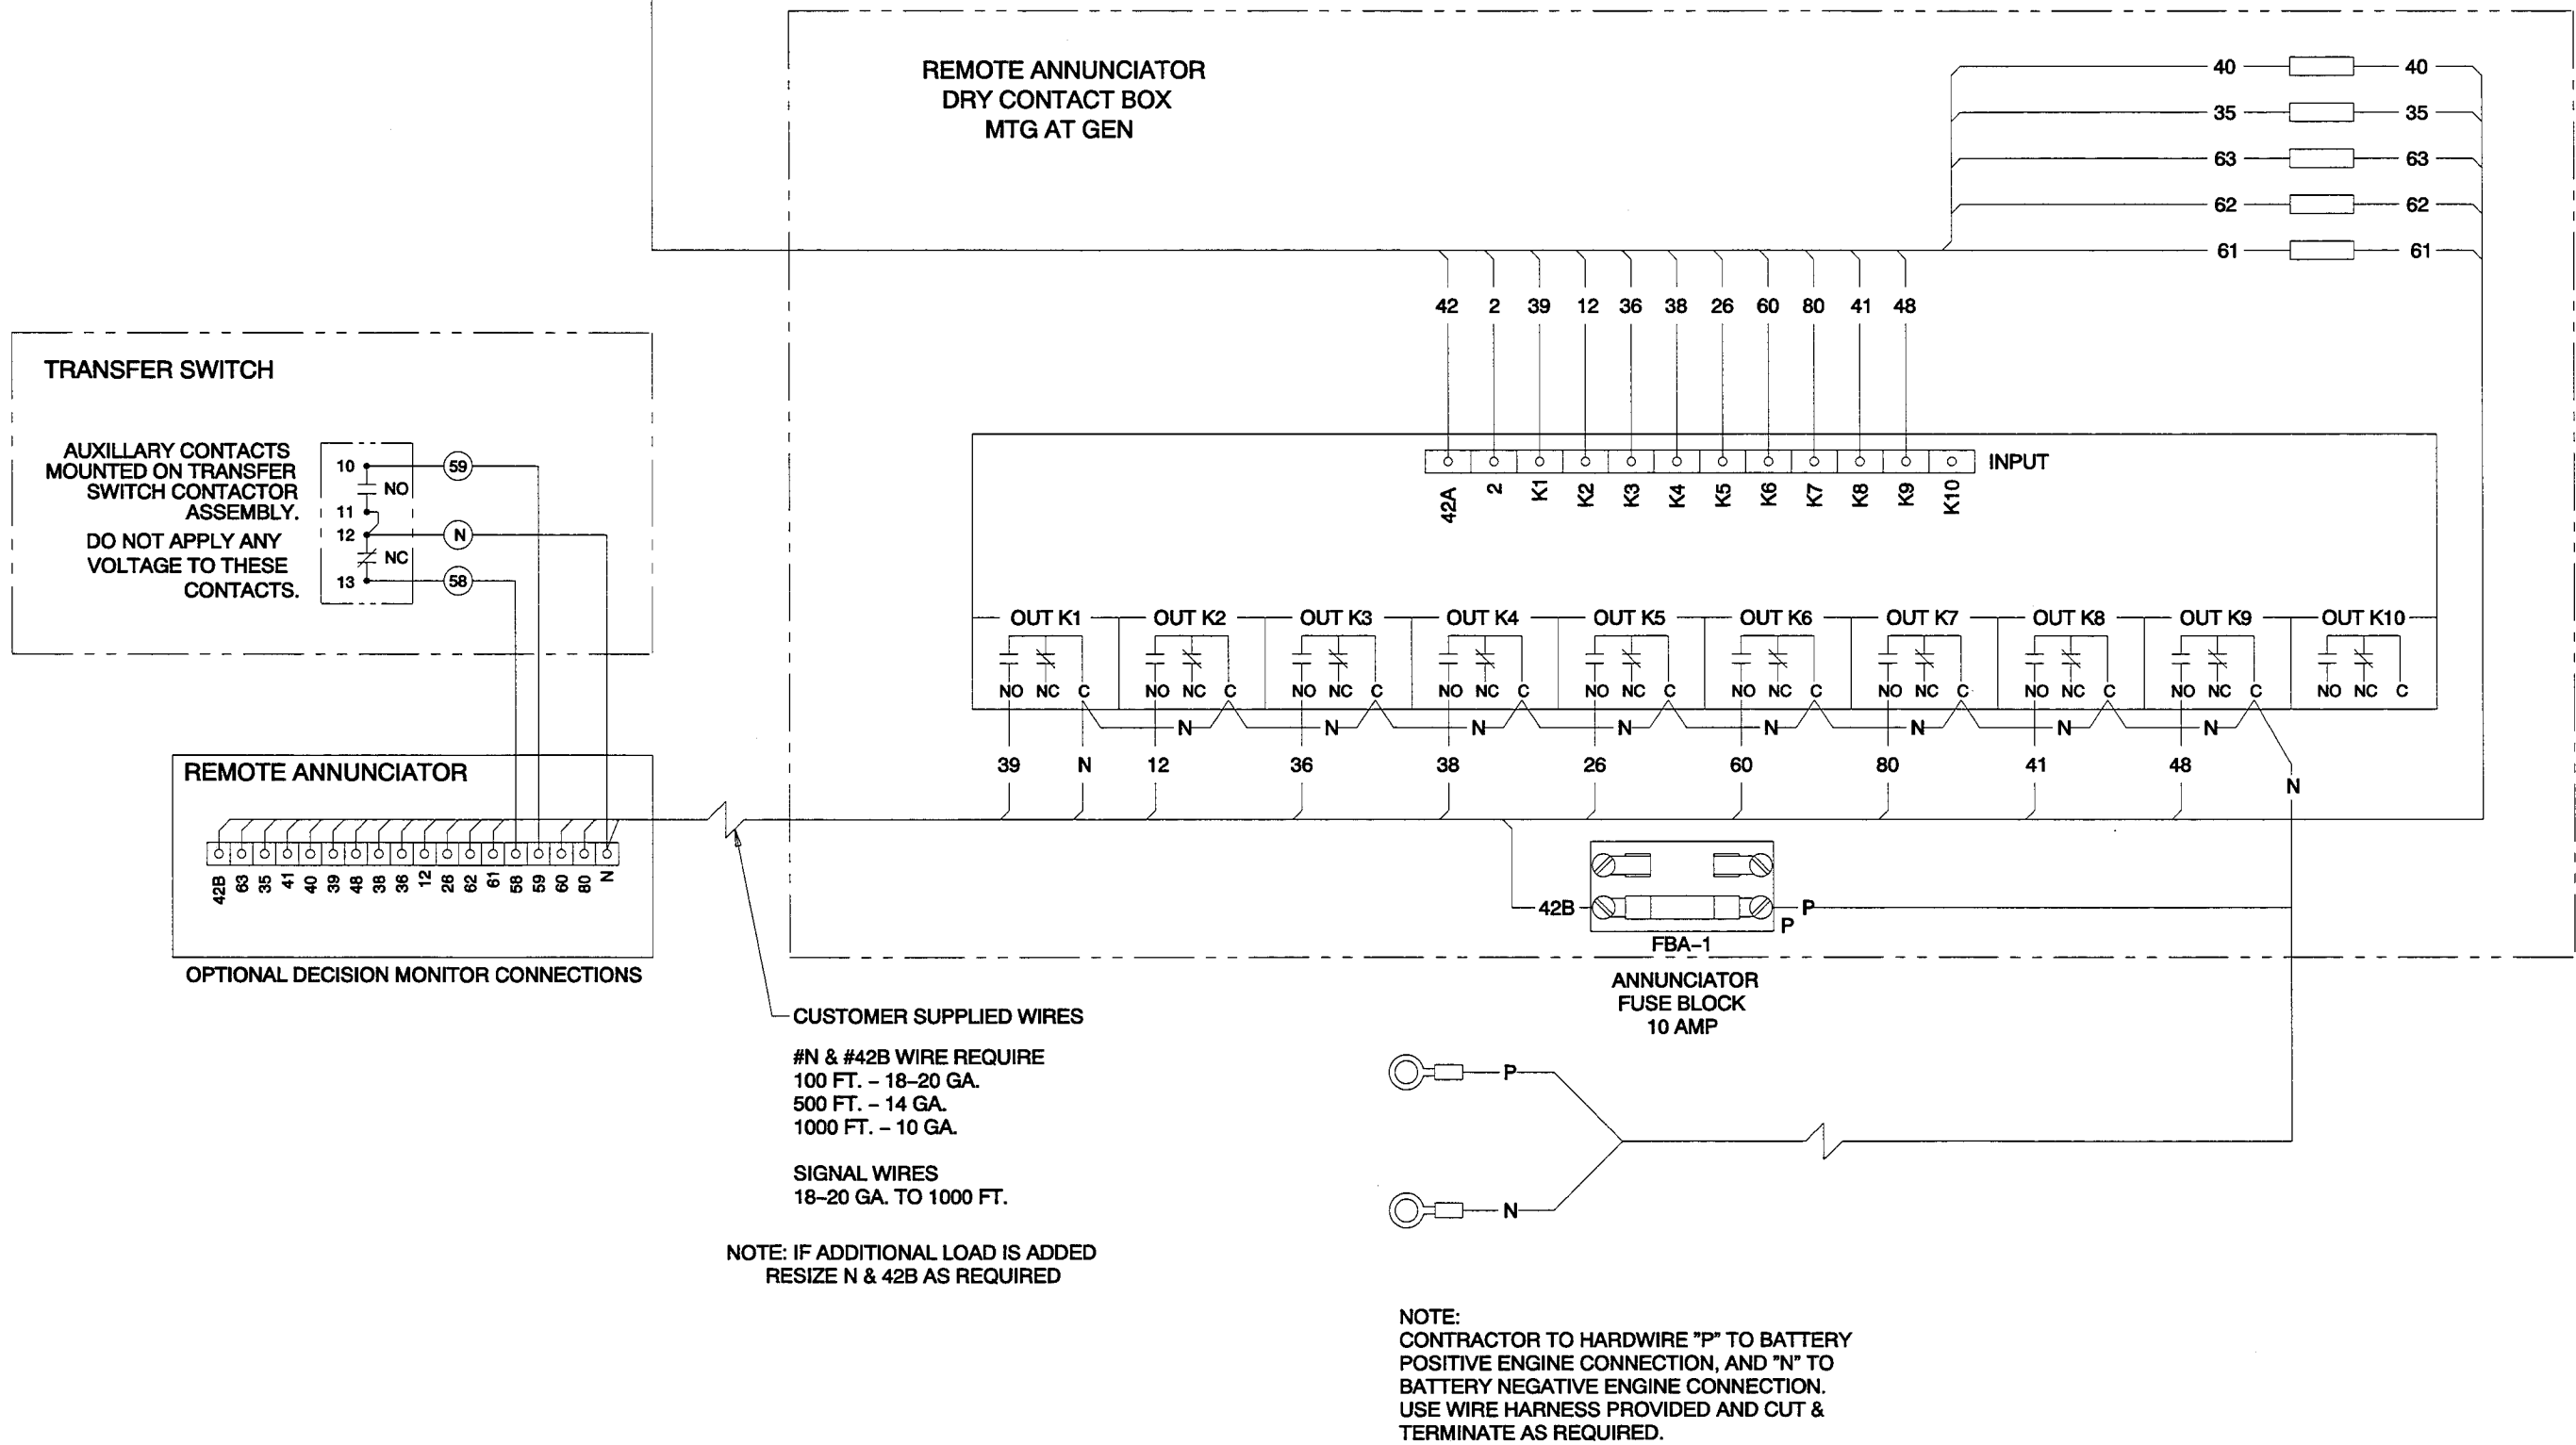 REMOTE ANNUNCIATOR
DRY CONTACT BOX
MTG AT GEN
40 40
35 35
63 63
62 62
61 61
42 2 39 12 36 38 26 60 80 41 48
INPUT
42A 2 K1 K2 K3 K4 K5 K6 K7 K8 K9 K10
TRANSFER SWITCH
AUXILLARY CONTACTS
MOUNTED ON TRANSFER
SWITCH CONTACTOR
ASSEMBLY.
DO NOT APPLY ANY
VOLTAGE TO THESE
CONTACTS.
10 59
NO
11
12 N
NC
13 58
OUT K1 OUT K2 OUT K3 OUT K4 OUT K5 OUT K6 OUT K7 OUT K8 OUT K9 OUT K10
NO NC C NO NC C NO NC C NO NC C NO NC C NO NC C NO NC C NO NC C NO NC C NO NC C
N N N N N N N N
39 N 12 36 38 26 60 80 41 48 N
REMOTE ANNUNCIATOR
42B 63 35 41 40 39 48 38 36 12 26 62 61 58 59 60 80 N
OPTIONAL DECISION MONITOR CONNECTIONS
42B P
P
FBA-1
ANNUNCIATOR
FUSE BLOCK
10 AMP
CUSTOMER SUPPLIED WIRES
#N & #42B WIRE REQUIRE
100 FT. - 18-20 GA.
500 FT. - 14 GA.
1000 FT. - 10 GA.
SIGNAL WIRES
18-20 GA. TO 1000 FT.
NOTE: IF ADDITIONAL LOAD IS ADDED
RESIZE N & 42B AS REQUIRED
P
N
NOTE:
CONTRACTOR TO HARDWIRE "P" TO BATTERY
POSITIVE ENGINE CONNECTION, AND "N" TO
BATTERY NEGATIVE ENGINE CONNECTION.
USE WIRE HARNESS PROVIDED AND CUT &
TERMINATE AS REQUIRED.